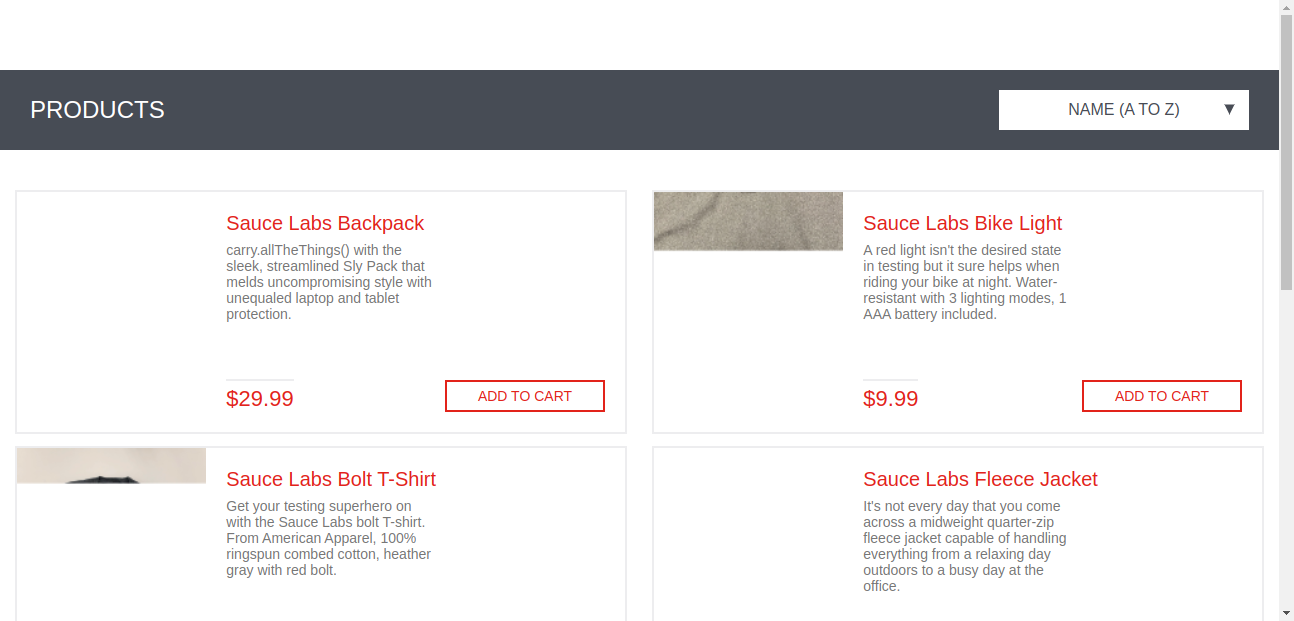 PRODUCTS
NAME (A TO Z) ▼
Sauce Labs Backpack
carry.allTheThings() with the
sleek, streamlined Sly Pack that
melds uncompromising style with
unequaled laptop and tablet
protection.
$29.99
ADD TO CART
Sauce Labs Bike Light
A red light isn't the desired state
in testing but it sure helps when
riding your bike at night. Water-
resistant with 3 lighting modes, 1
AAA battery included.
$9.99
ADD TO CART
Sauce Labs Bolt T-Shirt
Get your testing superhero on
with the Sauce Labs bolt T-shirt.
From American Apparel, 100%
ringspun combed cotton, heather
gray with red bolt.
Sauce Labs Fleece Jacket
It's not every day that you come
across a midweight quarter-zip
fleece jacket capable of handling
everything from a relaxing day
outdoors to a busy day at the
office.